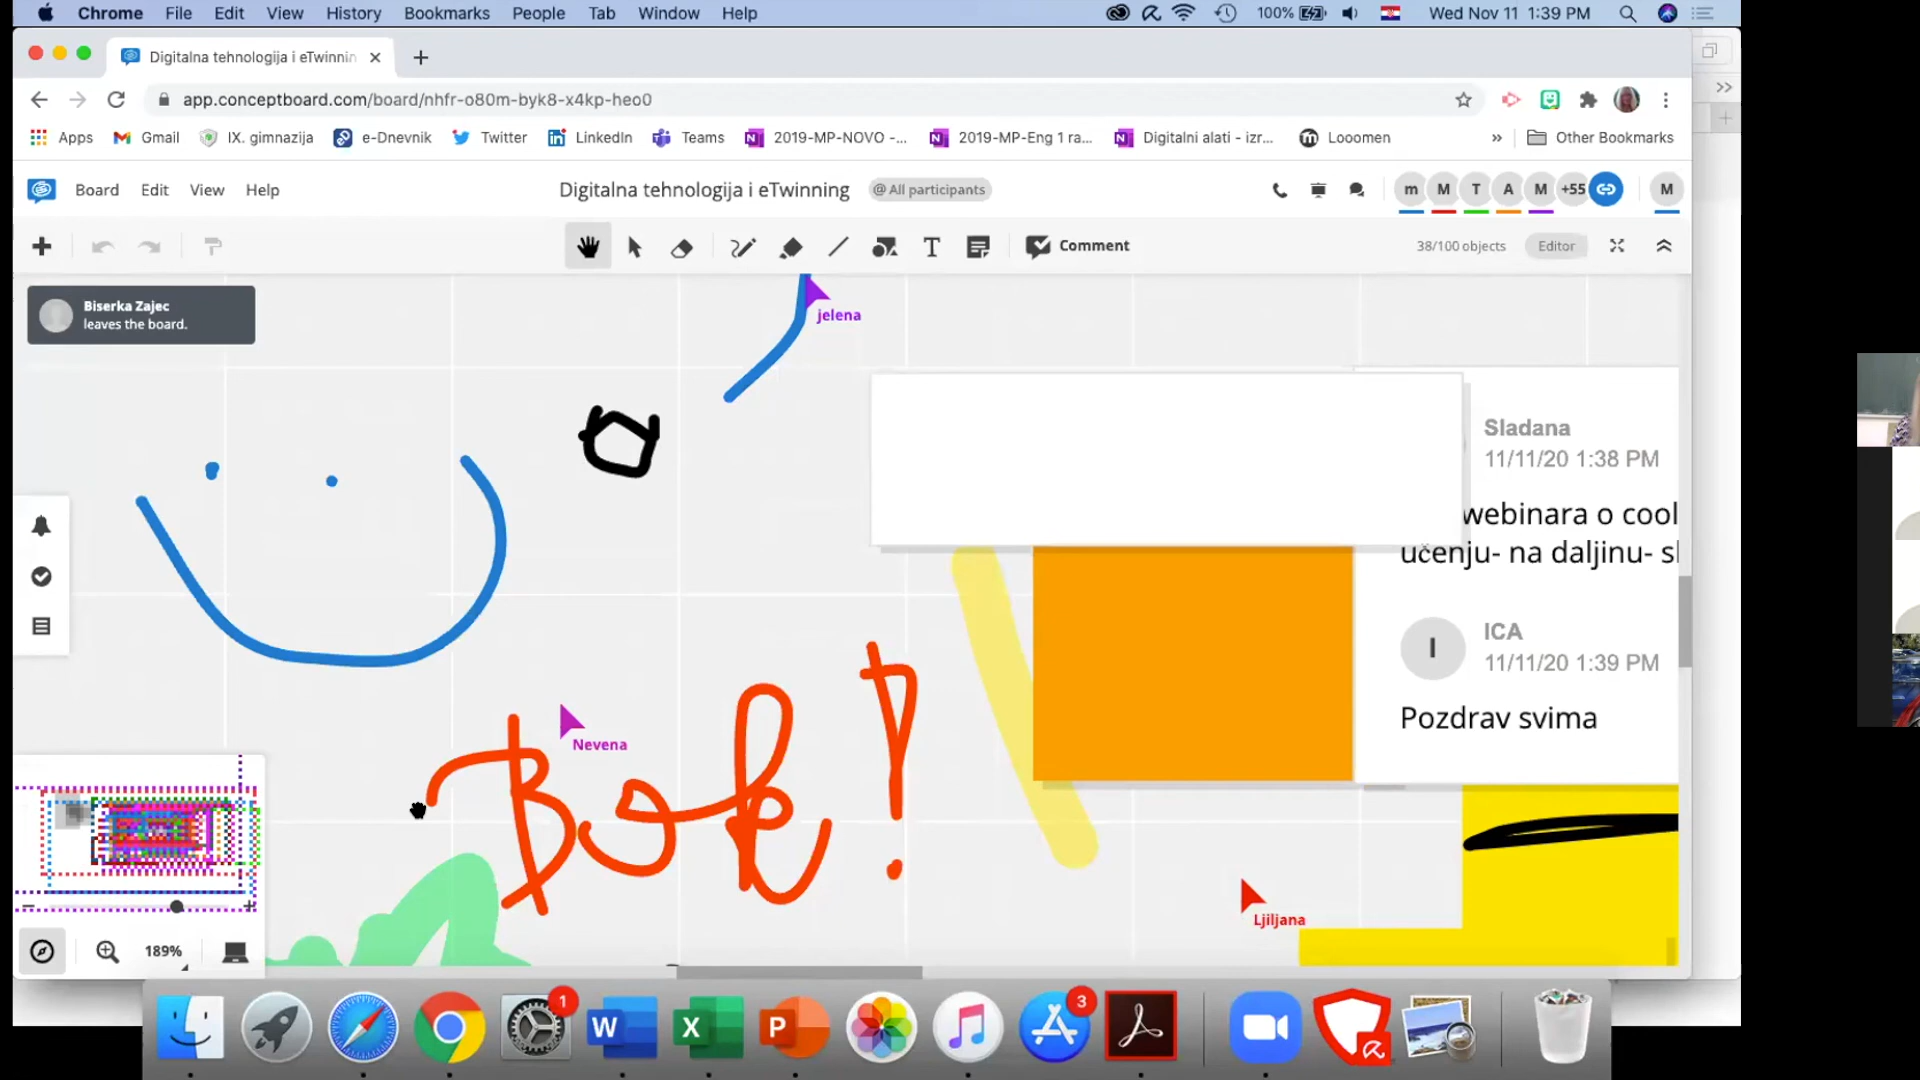 Chrome File Edit View History Bookmarks People Tab Window Help
100% Wed Nov 11 1:39 PM
Digitalna tehnologija i eTwinnin
app.conceptboard.com/board/nhfr-o80m-byk8-x4kp-heo0
Apps Gmail IX. gimnazija e-Dnevnik Twitter LinkedIn Teams 2019-MP-NOVO -... 2019-MP-Eng 1 ra... Digitalni alati - izr... Looomen » Other Bookmarks
Board Edit View Help
Digitalna tehnologija i eTwinning @ All participants
m M T A M +55 M
T Comment 38/100 objects Editor
Biserka Zajec
leaves the board.
jelena
Sladana
11/11/20 1:38 PM
webinara o cool
učenju- na daljinu- sl
I ICA
11/11/20 1:39 PM
Pozdrav svima
Nevena
Bok!
Ljiljana
189%
1 W X P 3